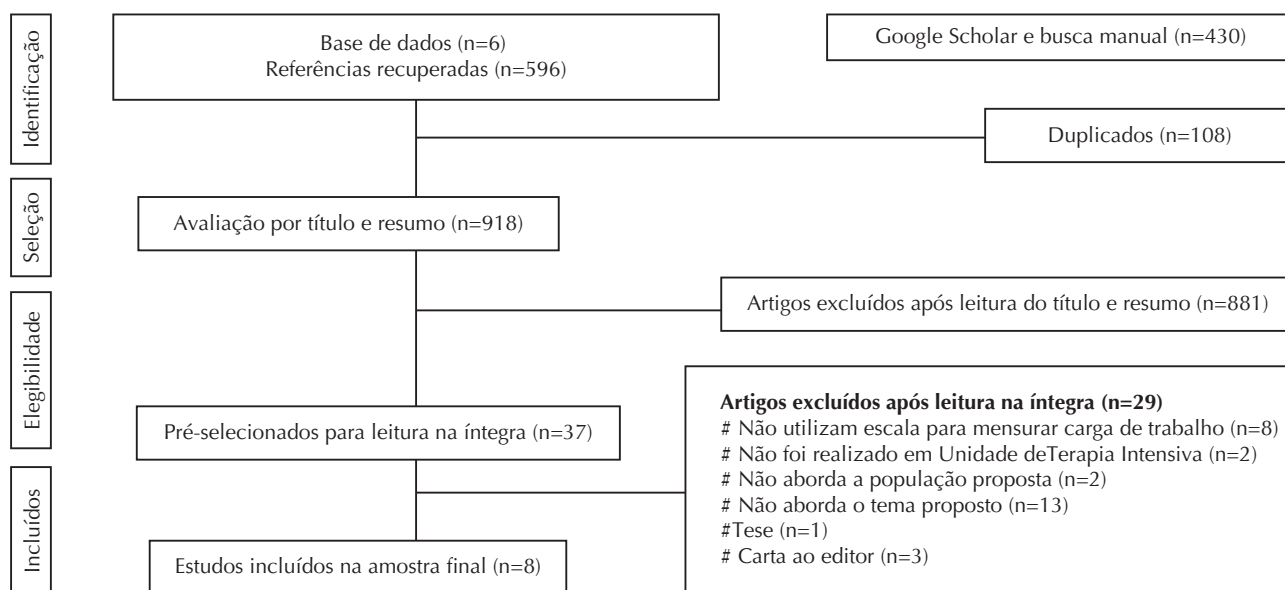 Identificação
Base de dados (n=6)
Referências recuperadas (n=596)
Google Scholar e busca manual (n=430)
Duplicados (n=108)
Seleção
Avaliação por título e resumo (n=918)
Elegibilidade
Artigos excluídos após leitura do título e resumo (n=881)
Pré-selecionados para leitura na íntegra (n=37)
Artigos excluídos após leitura na íntegra (n=29)
# Não utilizam escala para mensurar carga de trabalho (n=8)
# Não foi realizado em Unidade deTerapia Intensiva (n=2)
# Não aborda a população proposta (n=2)
# Não aborda o tema proposto (n=13)
#Tese (n=1)
# Carta ao editor (n=3)
Incluídos
Estudos incluídos na amostra final (n=8)